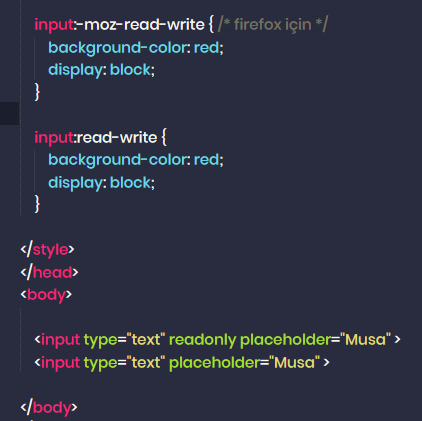 input:-moz-read-write { /* firefox için */
background-color: red;
display: block;
}
input:read-write {
background-color: red;
display: block;
}
</style>
</head>
<body>
<input type="text" readonly placeholder="Musa" >
<input type="text" placeholder="Musa" >
</body>